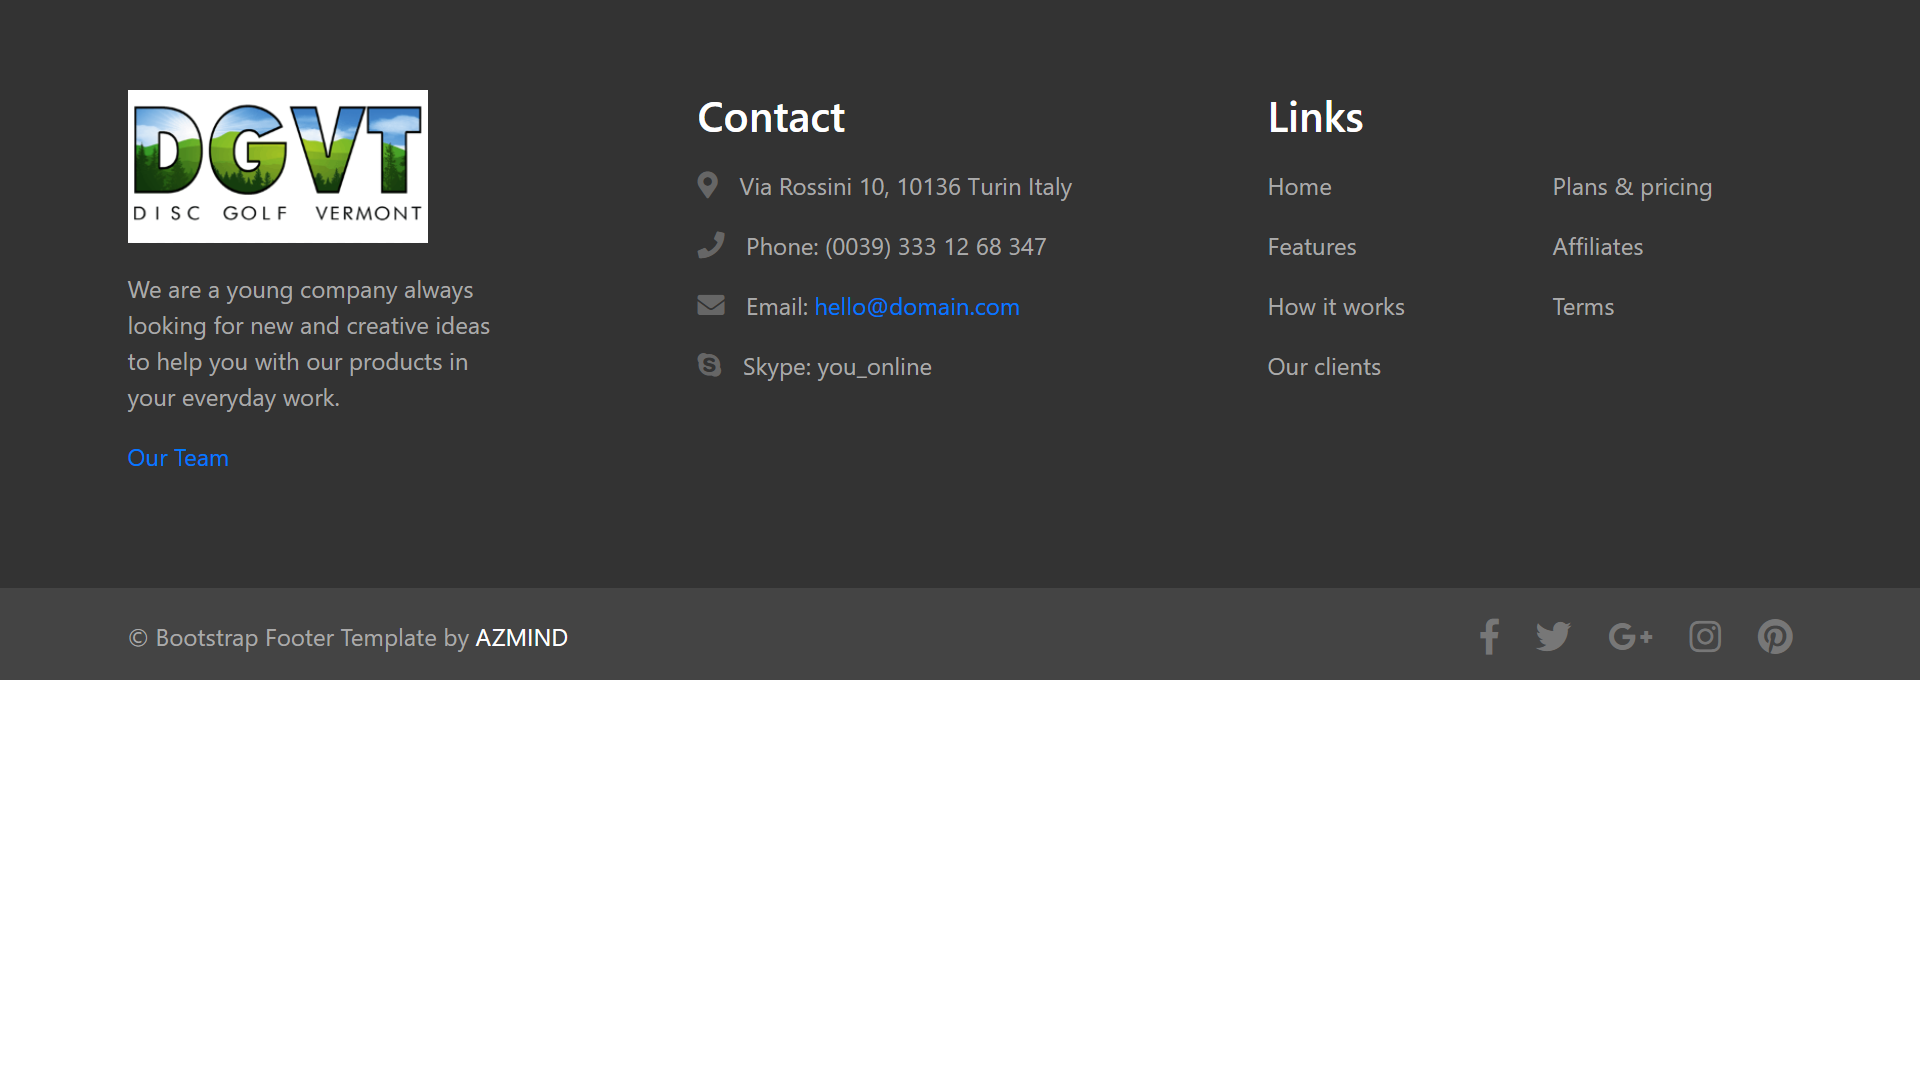 DGVT
DISC GOLF VERMONT
We are a young company always
looking for new and creative ideas
to help you with our products in
your everyday work.
Our Team
Contact
Via Rossini 10, 10136 Turin Italy
Phone: (0039) 333 12 68 347
Email: hello@domain.com
Skype: you_online
Links
Home
Features
How it works
Our clients
Plans & pricing
Affiliates
Terms
© Bootstrap Footer Template by AZMIND